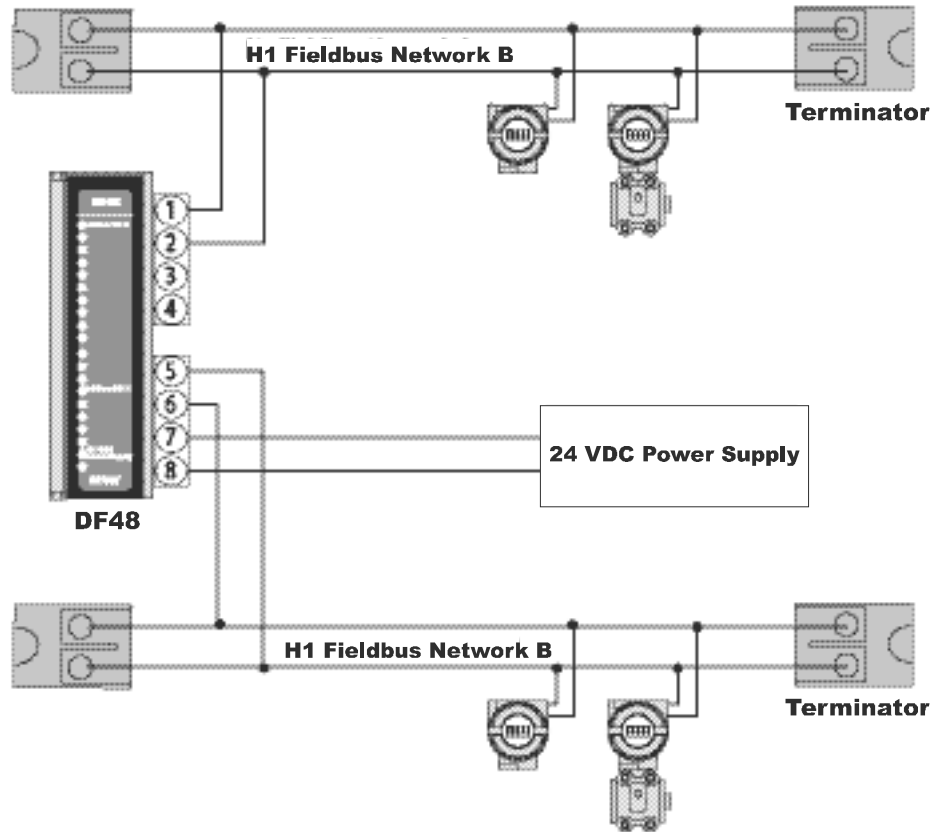 H1 Fieldbus Network B
Terminator
1
2
3
4
5
6
7
8
24 VDC Power Supply
DF48
H1 Fieldbus Network B
Terminator